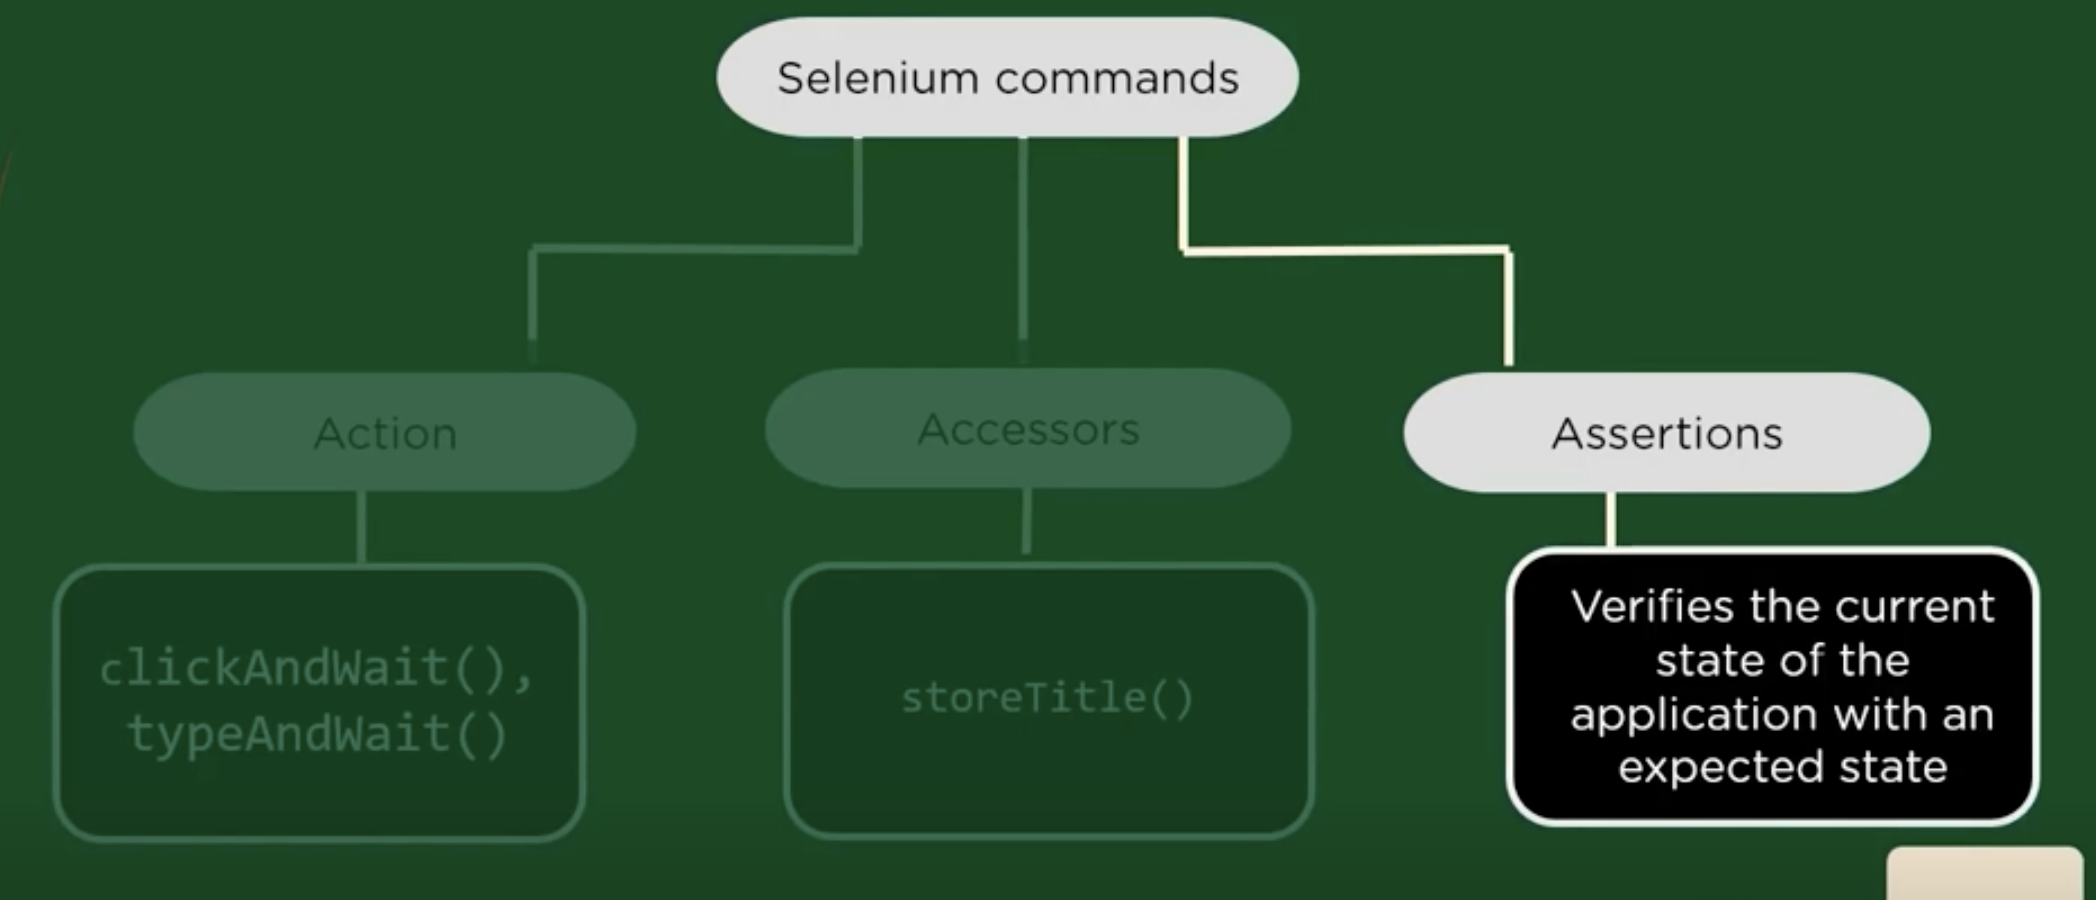 Selenium commands
Action
Accessors
Assertions
clickAndWait(),
typeAndWait()
storeTitle()
Verifies the current
state of the
application with an
expected state